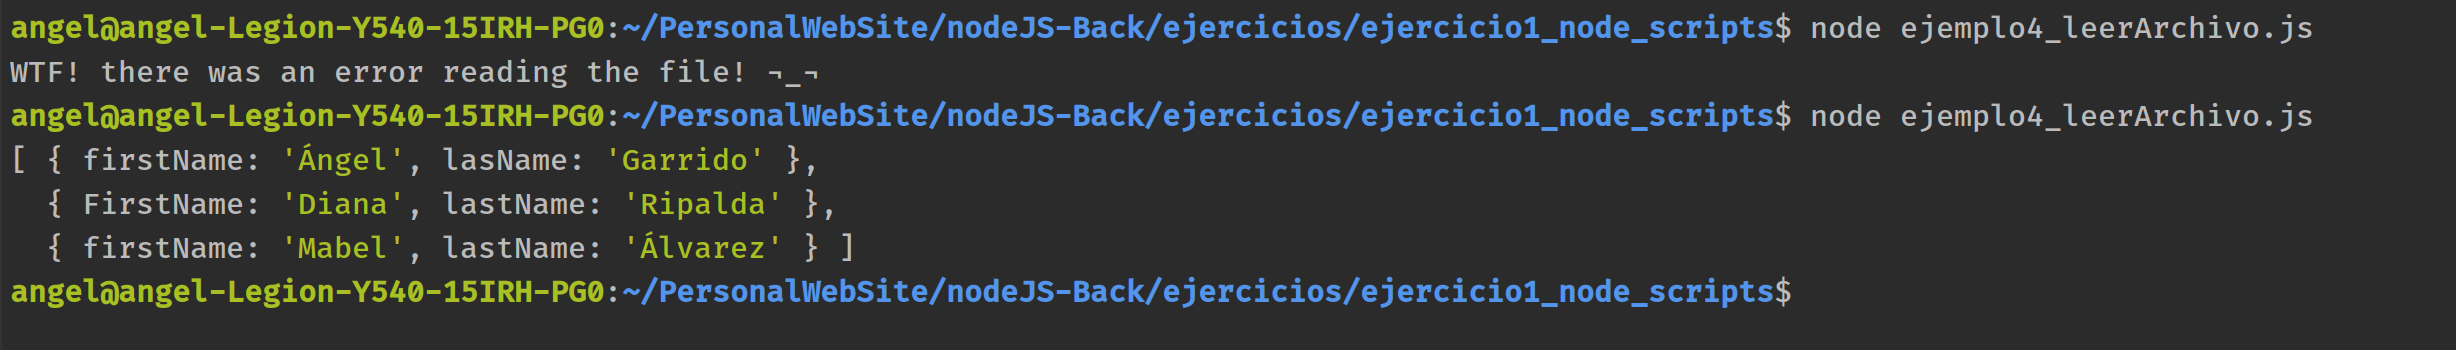 angel@angel-Legion-Y540-15IRH-PG0:~/PersonalWebSite/nodeJS-Back/ejercicios/ejercicio1_node_scripts$ node ejemplo4_leerArchivo.js
WTF! there was an error reading the file! ¬_¬
angel@angel-Legion-Y540-15IRH-PG0:~/PersonalWebSite/nodeJS-Back/ejercicios/ejercicio1_node_scripts$ node ejemplo4_leerArchivo.js
[ { firstName: 'Ángel', lasName: 'Garrido' },
  { FirstName: 'Diana', lastName: 'Ripalda' },
  { firstName: 'Mabel', lastName: 'Álvarez' } ]
angel@angel-Legion-Y540-15IRH-PG0:~/PersonalWebSite/nodeJS-Back/ejercicios/ejercicio1_node_scripts$